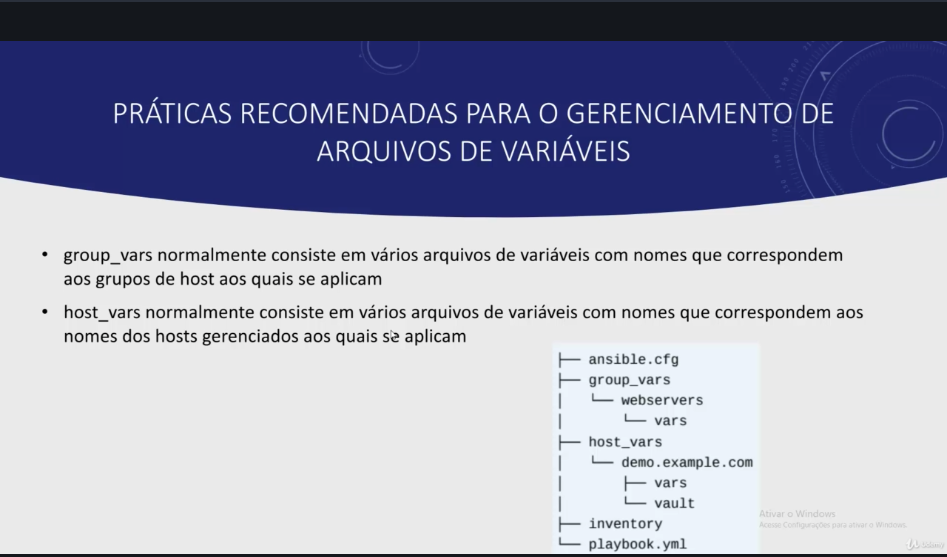 PRÁTICAS RECOMENDADAS PARA O GERENCIAMENTO DE
ARQUIVOS DE VARIÁVEIS
• group_vars normalmente consiste em vários arquivos de variáveis com nomes que correspondem
aos grupos de host aos quais se aplicam
• host_vars normalmente consiste em vários arquivos de variáveis com nomes que correspondem aos
nomes dos hosts gerenciados aos quais se aplicam
├── ansible.cfg
├── group_vars
│   └── webservers
│       └── vars
├── host_vars
│   └── demo.example.com
│       ├── vars
│       └── vault
├── inventory
└── playbook.yml
Ativar o Windows
Acesse Configurações para ativar o Windows.
Udemy